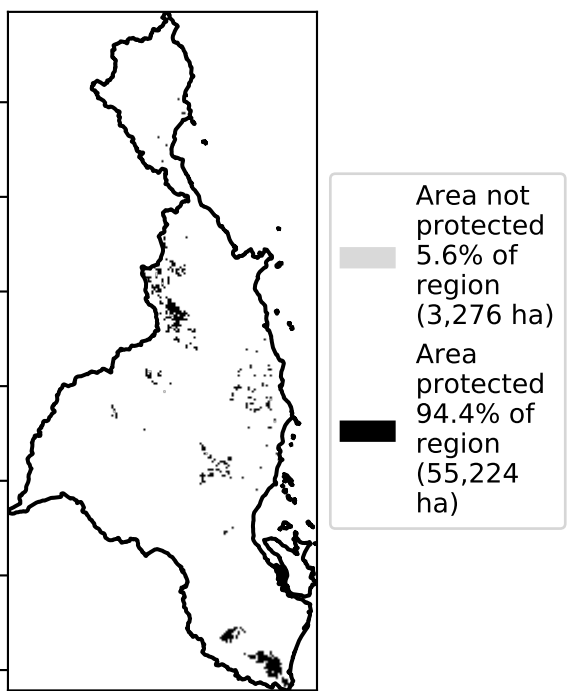 Area not
protected
5.6% of
region
(3,276 ha)
Area
protected
94.4% of
region
(55,224
ha)